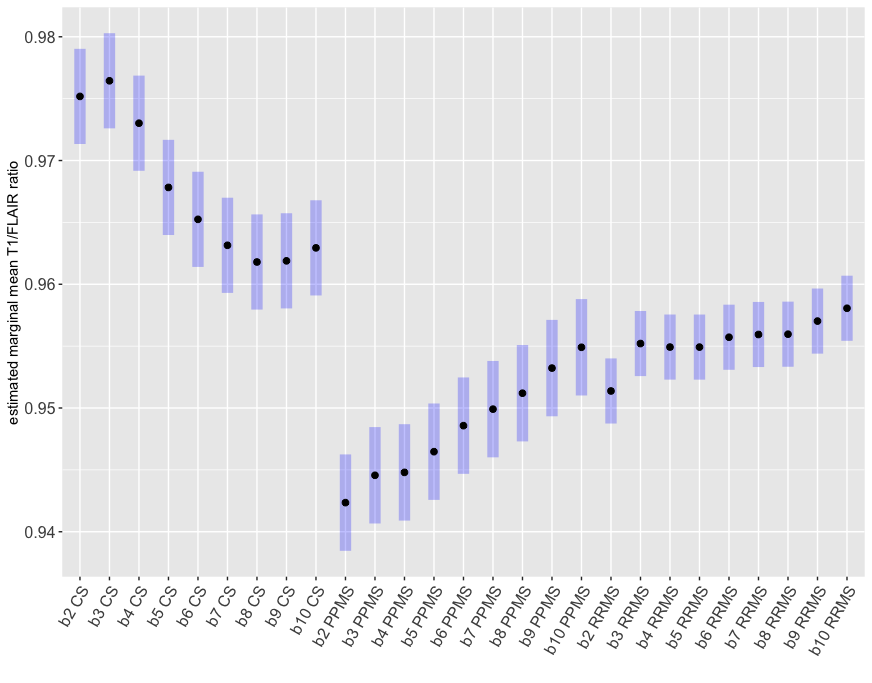 0.98
0.97
0.96
0.95
0.94
estimated marginal mean T1/FLAIR ratio
b2 CS
b3 CS
b4 CS
b5 CS
b6 CS
b7 CS
b8 CS
b9 CS
b10 CS
b2 PPMS
b3 PPMS
b4 PPMS
b5 PPMS
b6 PPMS
b7 PPMS
b8 PPMS
b9 PPMS
b10 PPMS
b2 RRMS
b3 RRMS
b4 RRMS
b5 RRMS
b6 RRMS
b7 RRMS
b8 RRMS
b9 RRMS
b10 RRMS